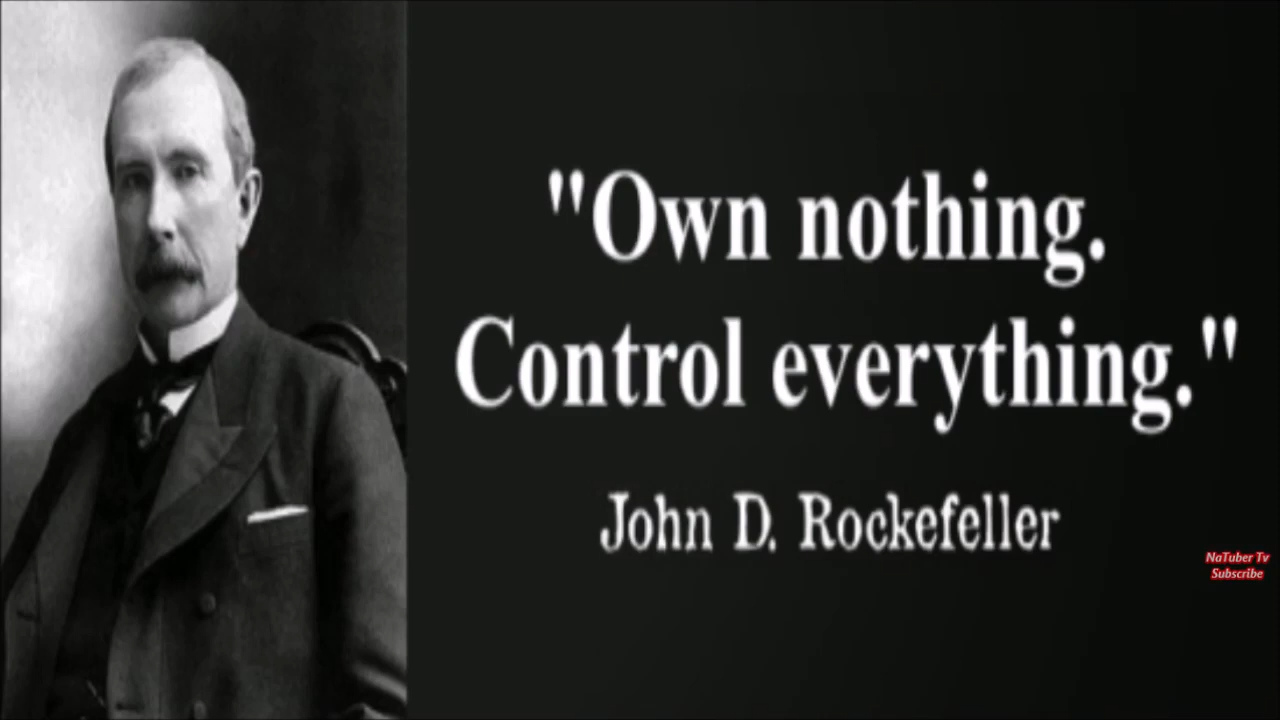 "Own nothing.
Control everything."
John D. Rockefeller
NaTuber Tv
Subscribe